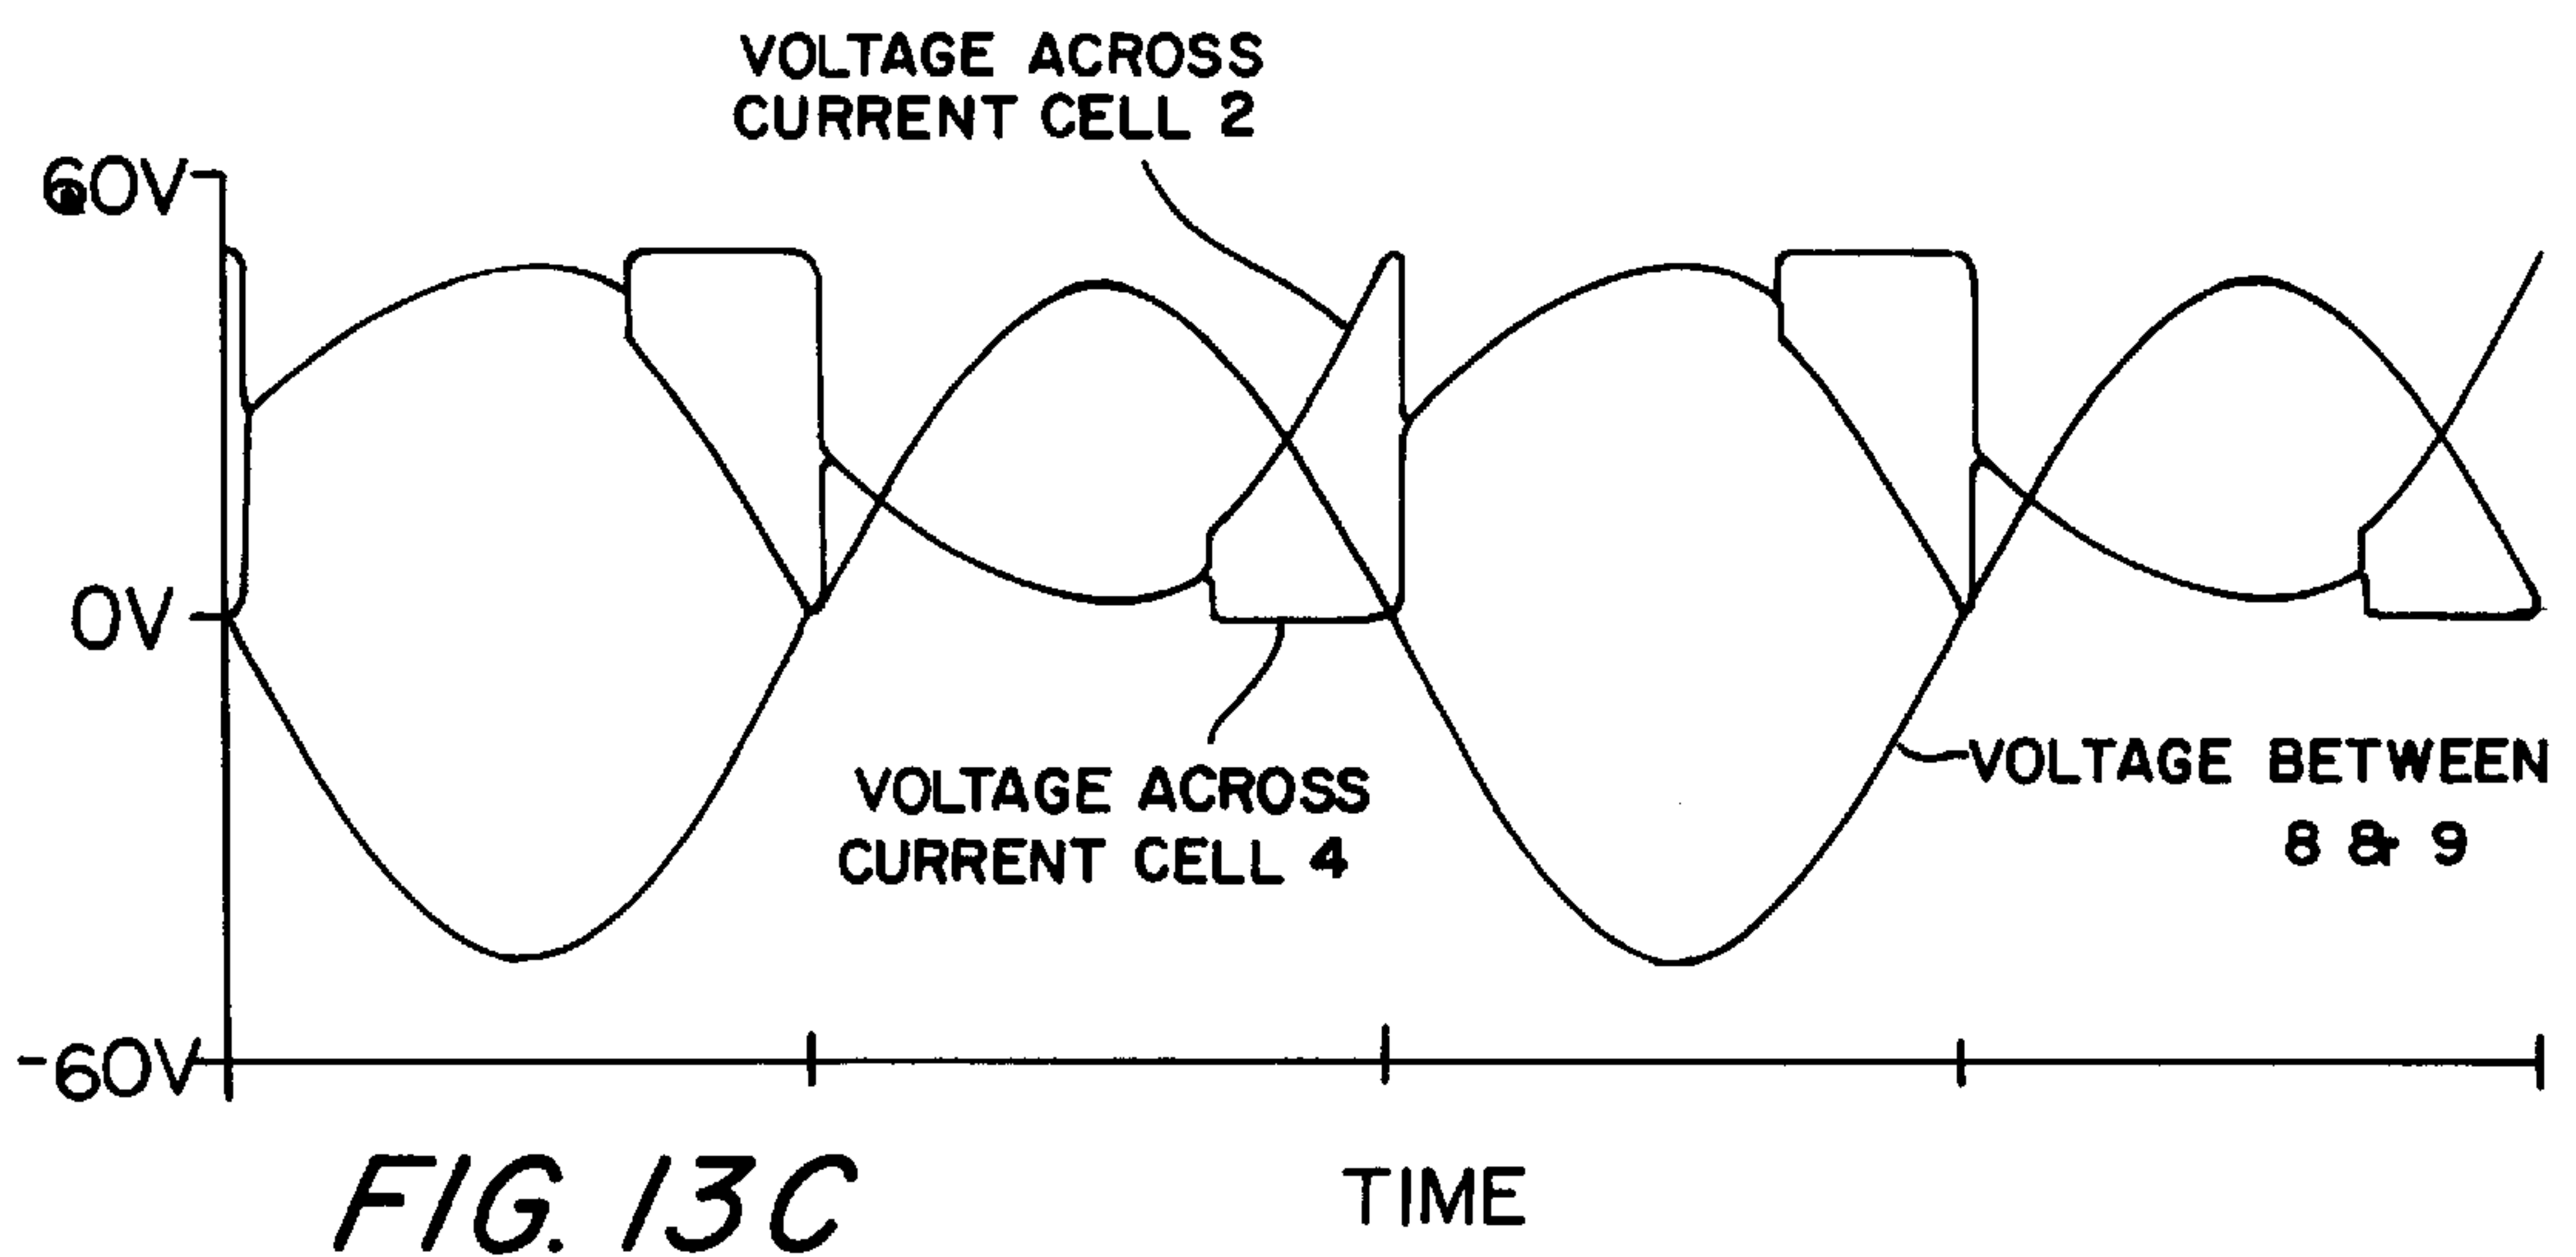 VOLTAGE ACROSS
CURRENT CELL 2
60V
0V
VOLTAGE BETWEEN
8 & 9
VOLTAGE ACROSS
CURRENT CELL 4
-60V
FIG. 13C
TIME